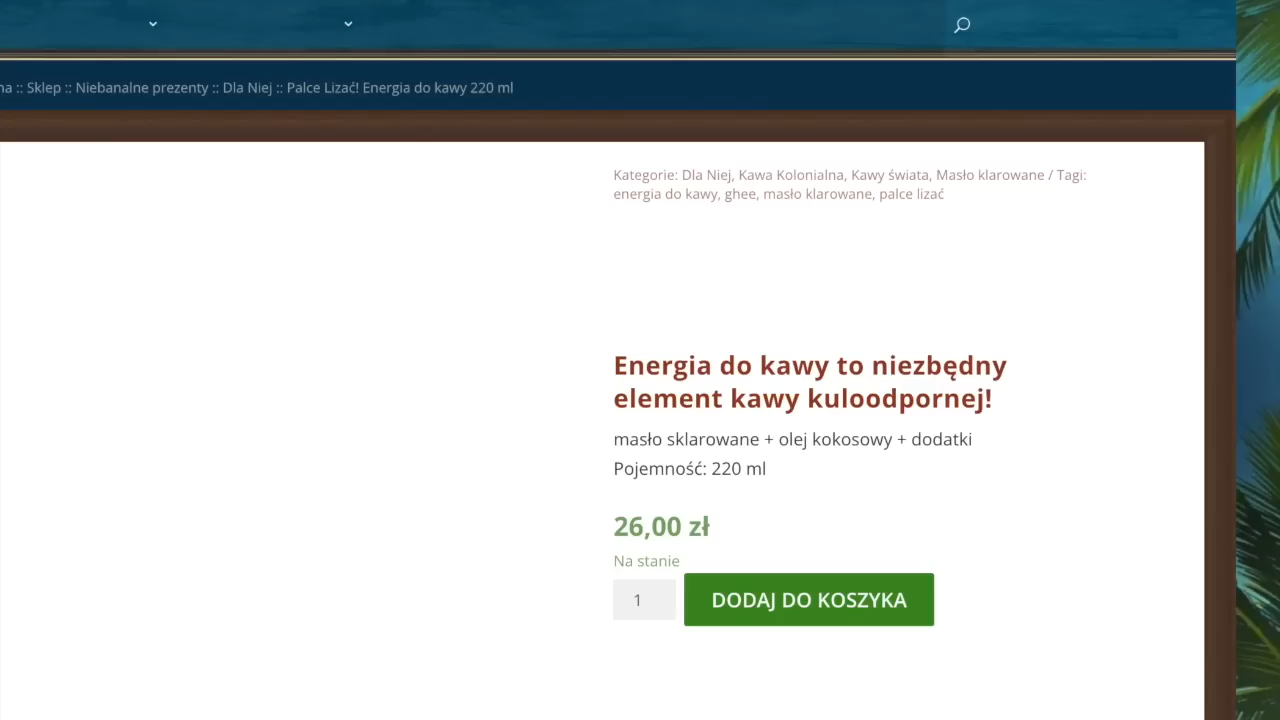 :: Sklep :: Niebanalne prezenty :: Dla Niej :: Palce Lizać! Energia do kawy 220 ml
Kategorie: Dla Niej, Kawa Kolonialna, Kawy świata, Masło klarowane / Tagi:
energia do kawy, ghee, masło klarowane, palce lizać
Energia do kawy to niezbędny
element kawy kuloodpornej!
masło sklarowane + olej kokosowy + dodatki
Pojemność: 220 ml
26,00 zł
Na stanie
1
DODAJ DO KOSZYKA